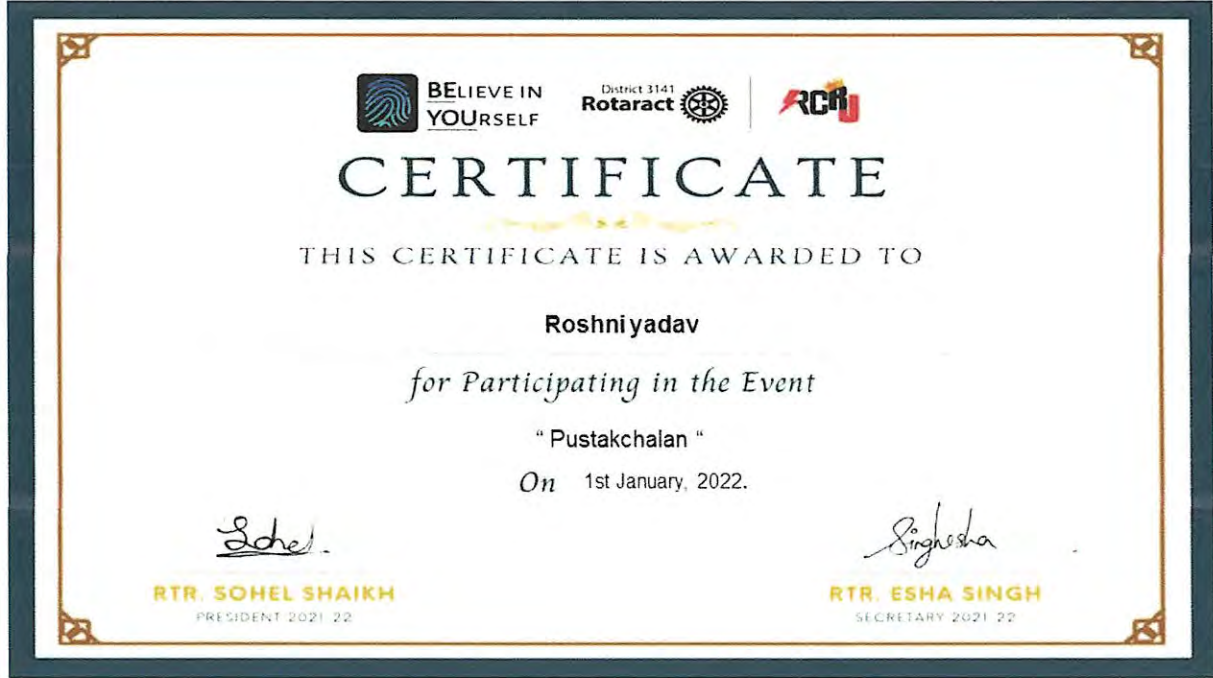 BELIEVE IN
YOURSELF
District 3141
Rotaract
RCRJ
CERTIFICATE
THIS CERTIFICATE IS AWARDED TO
Roshni yadav
for Participating in the Event
“ Pustakchalan “
On 1st January, 2022.
Sohel.
Singhesha
RTR. SOHEL SHAIKH
RTR. ESHA SINGH
PRESIDENT 2021-22
SECRETARY 2021-22